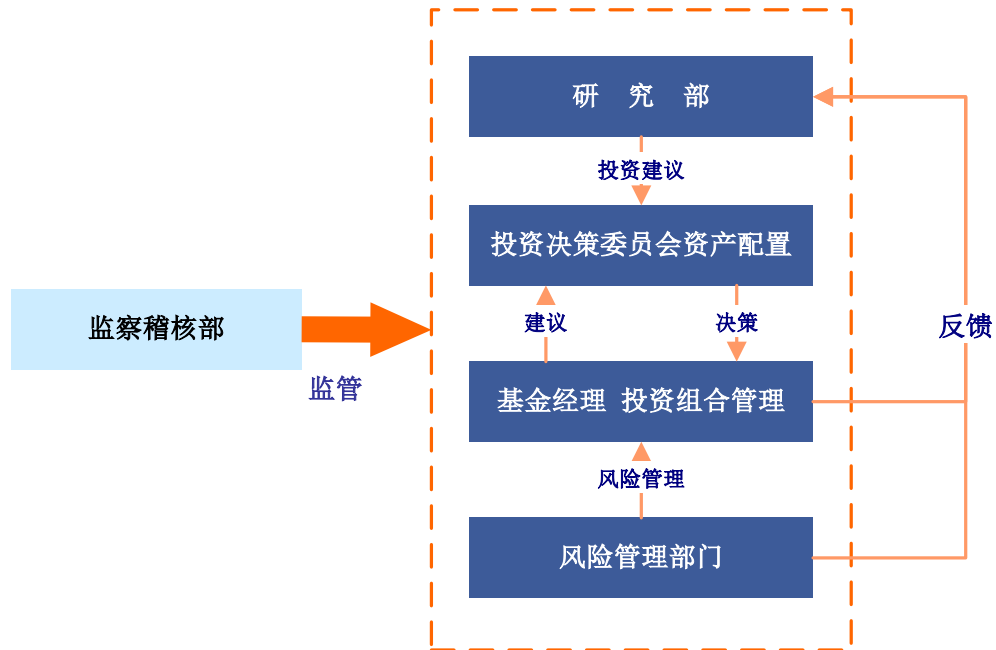 研 究 部
投资建议
投资决策委员会资产配置
建议
决策
监察稽核部
监管
反馈
基金经理 投资组合管理
风险管理
风险管理部门